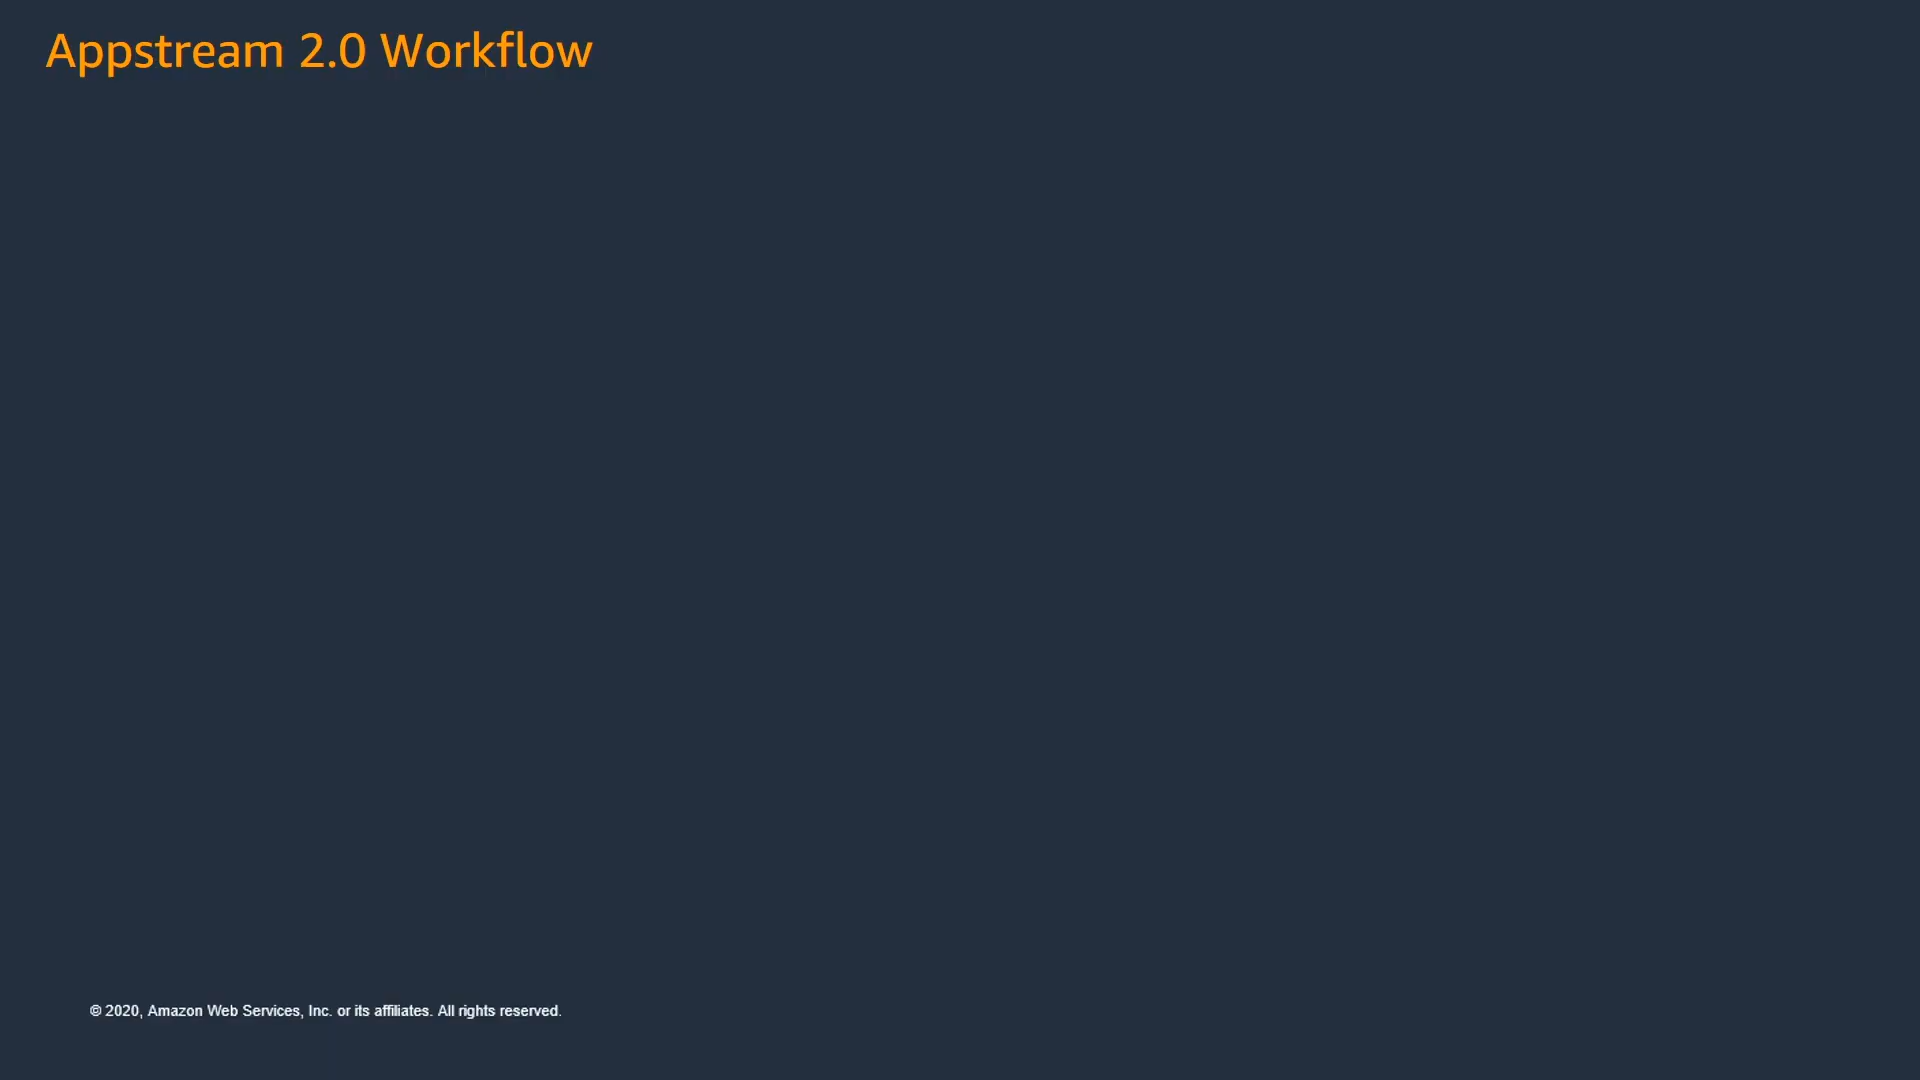 Appstream 2.0 Workflow
© 2020, Amazon Web Services, Inc. or its affiliates. All rights reserved.